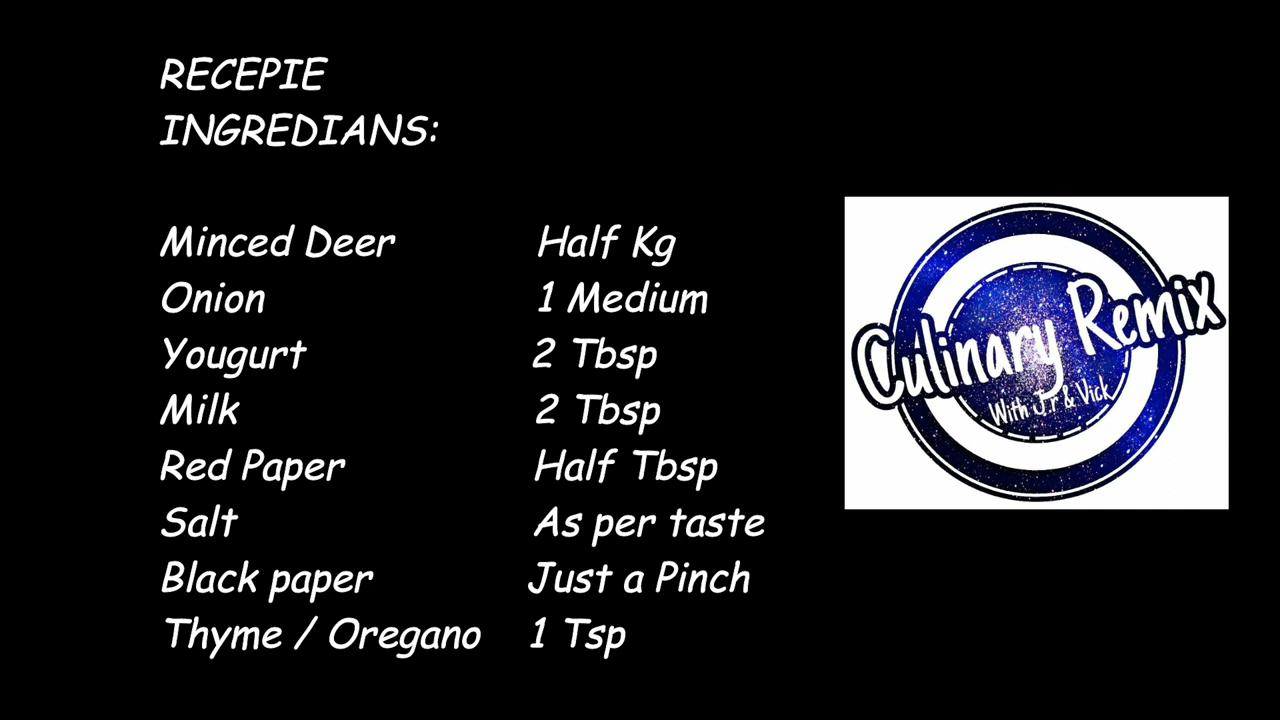 RECEPIE
INGREDIANS:
Minced Deer Half Kg
Onion 1 Medium
Yougurt 2 Tbsp
Milk 2 Tbsp
Red Paper Half Tbsp
Salt As per taste
Black paper Just a Pinch
Thyme / Oregano 1 Tsp
Culinary Remix
With J.r & Vick